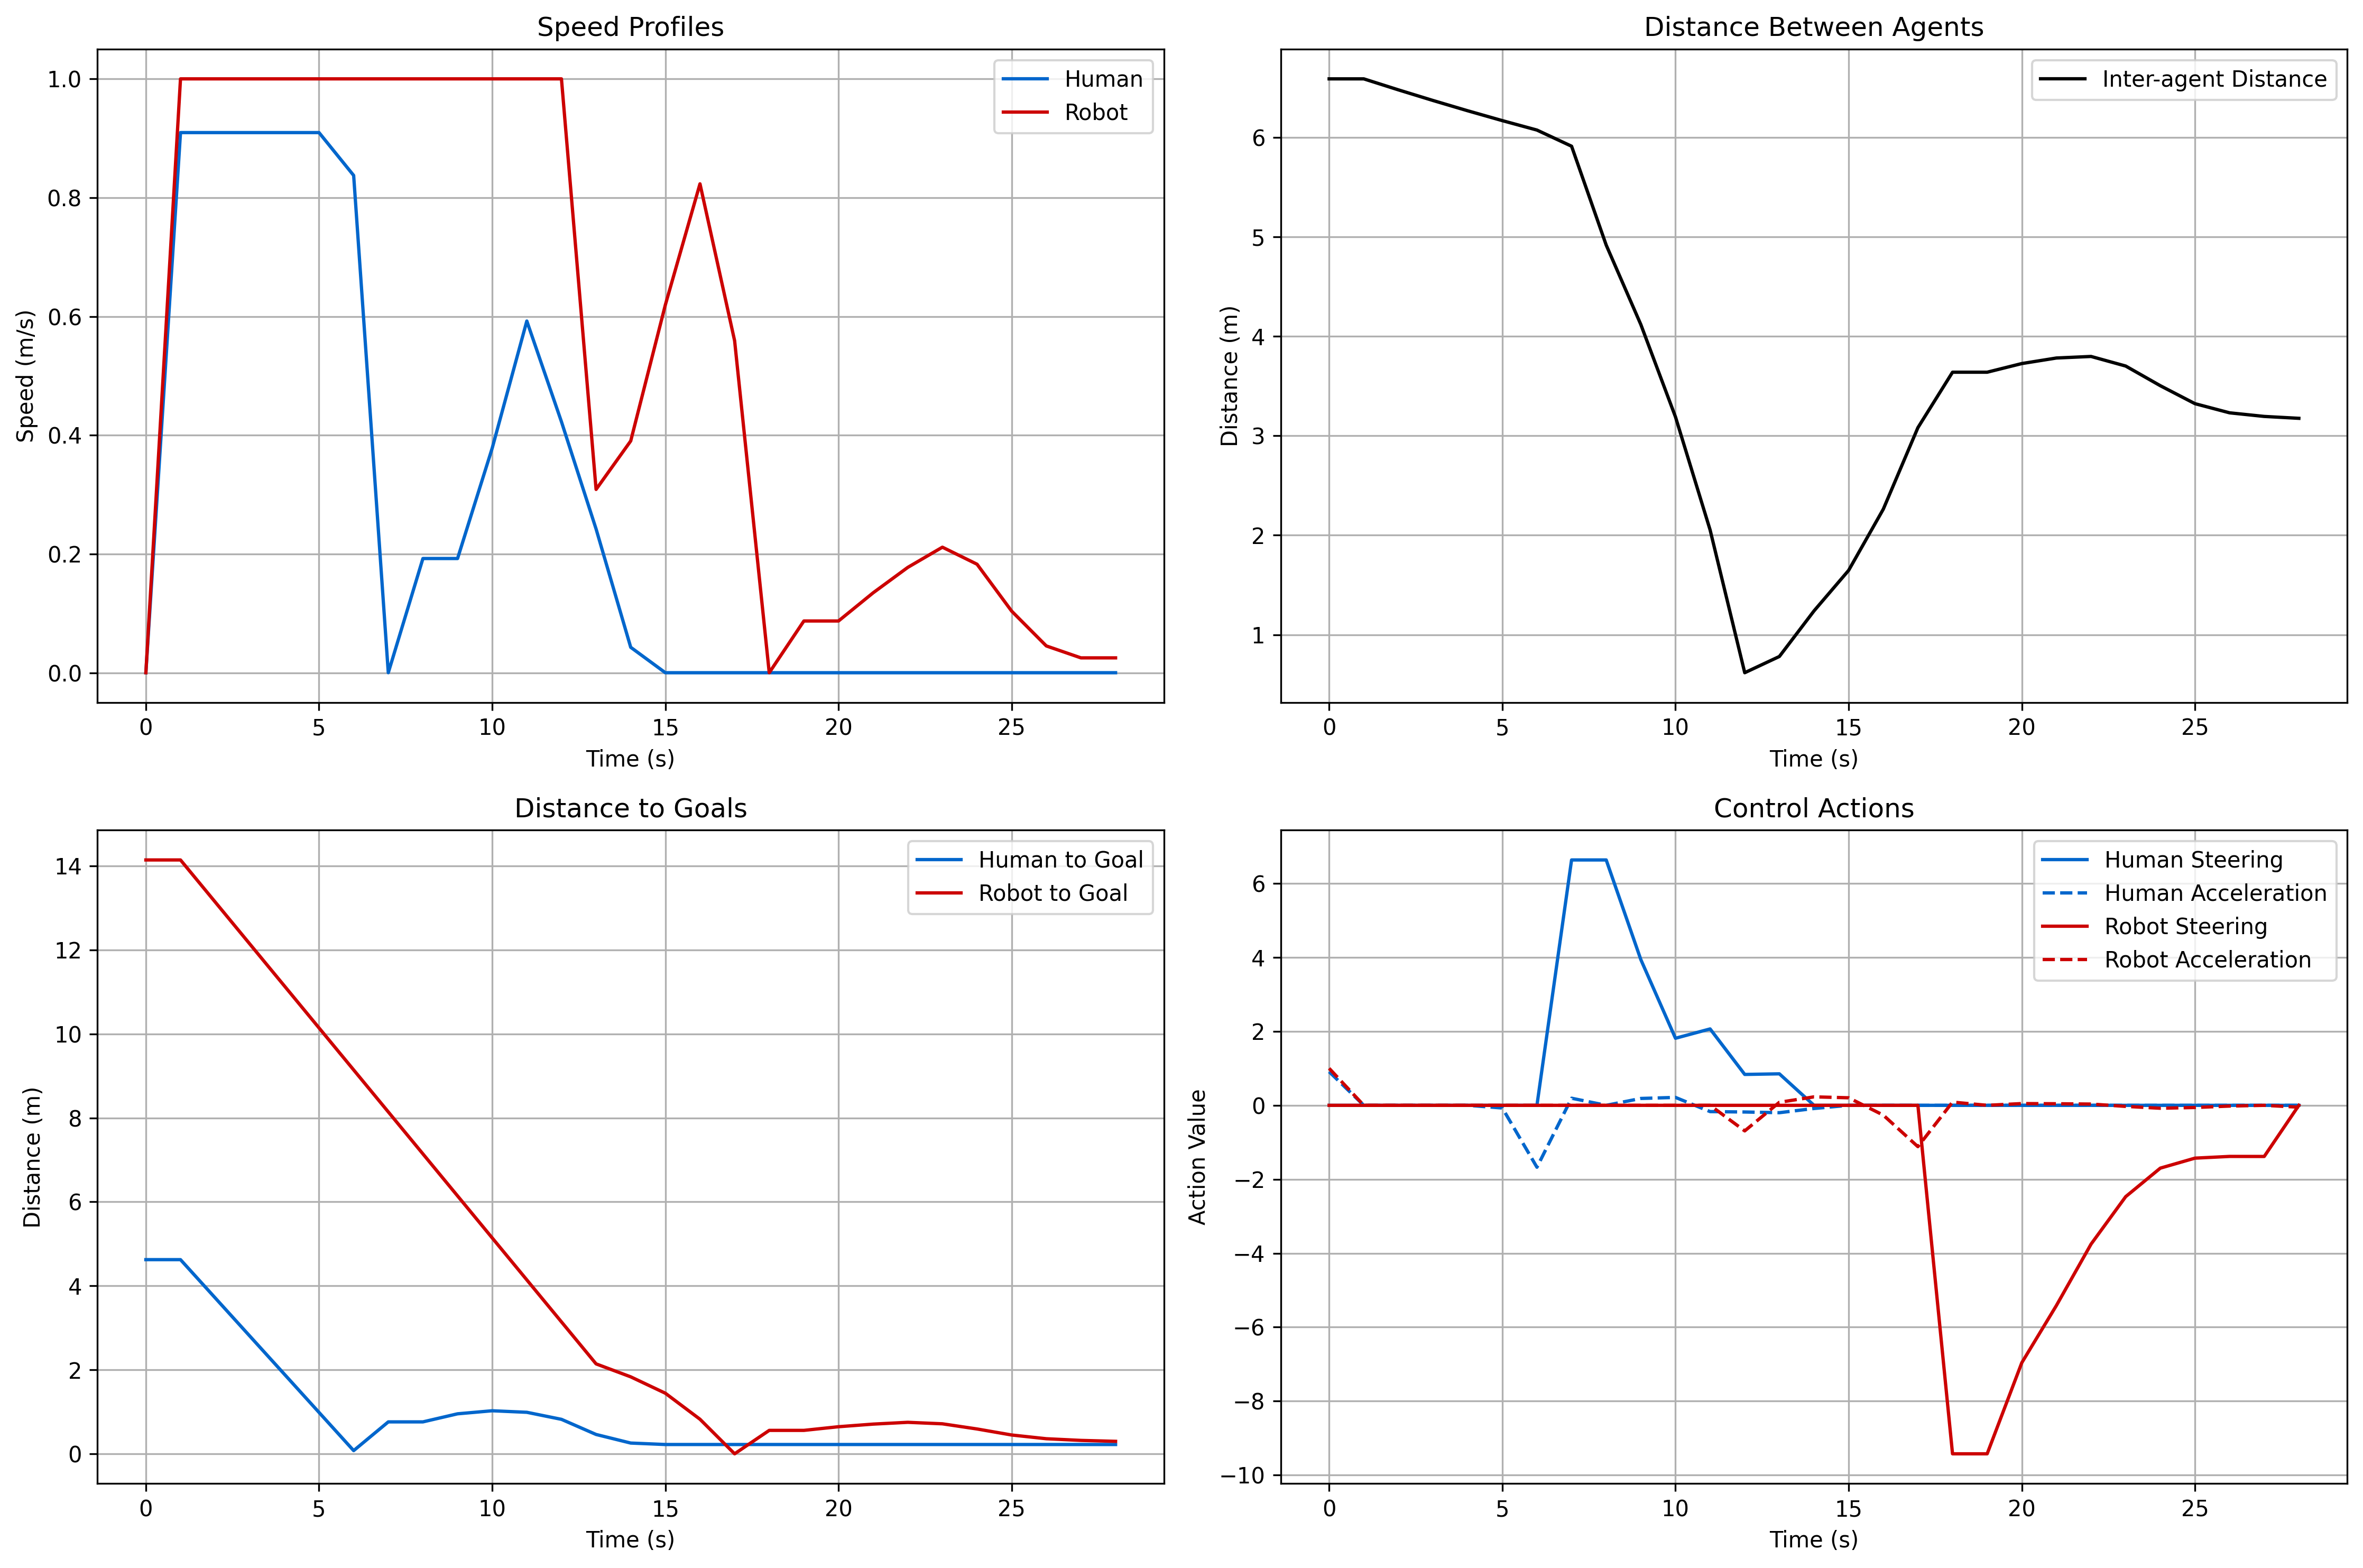 Speed Profiles
Speed (m/s)
1.0
0.8
0.6
0.4
0.2
0.0
0 5 10 15 20 25
Time (s)
Human
Robot
Distance Between Agents
Distance (m)
6
5
4
3
2
1
0 5 10 15 20 25
Time (s)
Inter-agent Distance
Distance to Goals
Distance (m)
14
12
10
8
6
4
2
0
0 5 10 15 20 25
Time (s)
Human to Goal
Robot to Goal
Control Actions
Action Value
6
4
2
0
−2
−4
−6
−8
−10
0 5 10 15 20 25
Time (s)
Human Steering
Human Acceleration
Robot Steering
Robot Acceleration